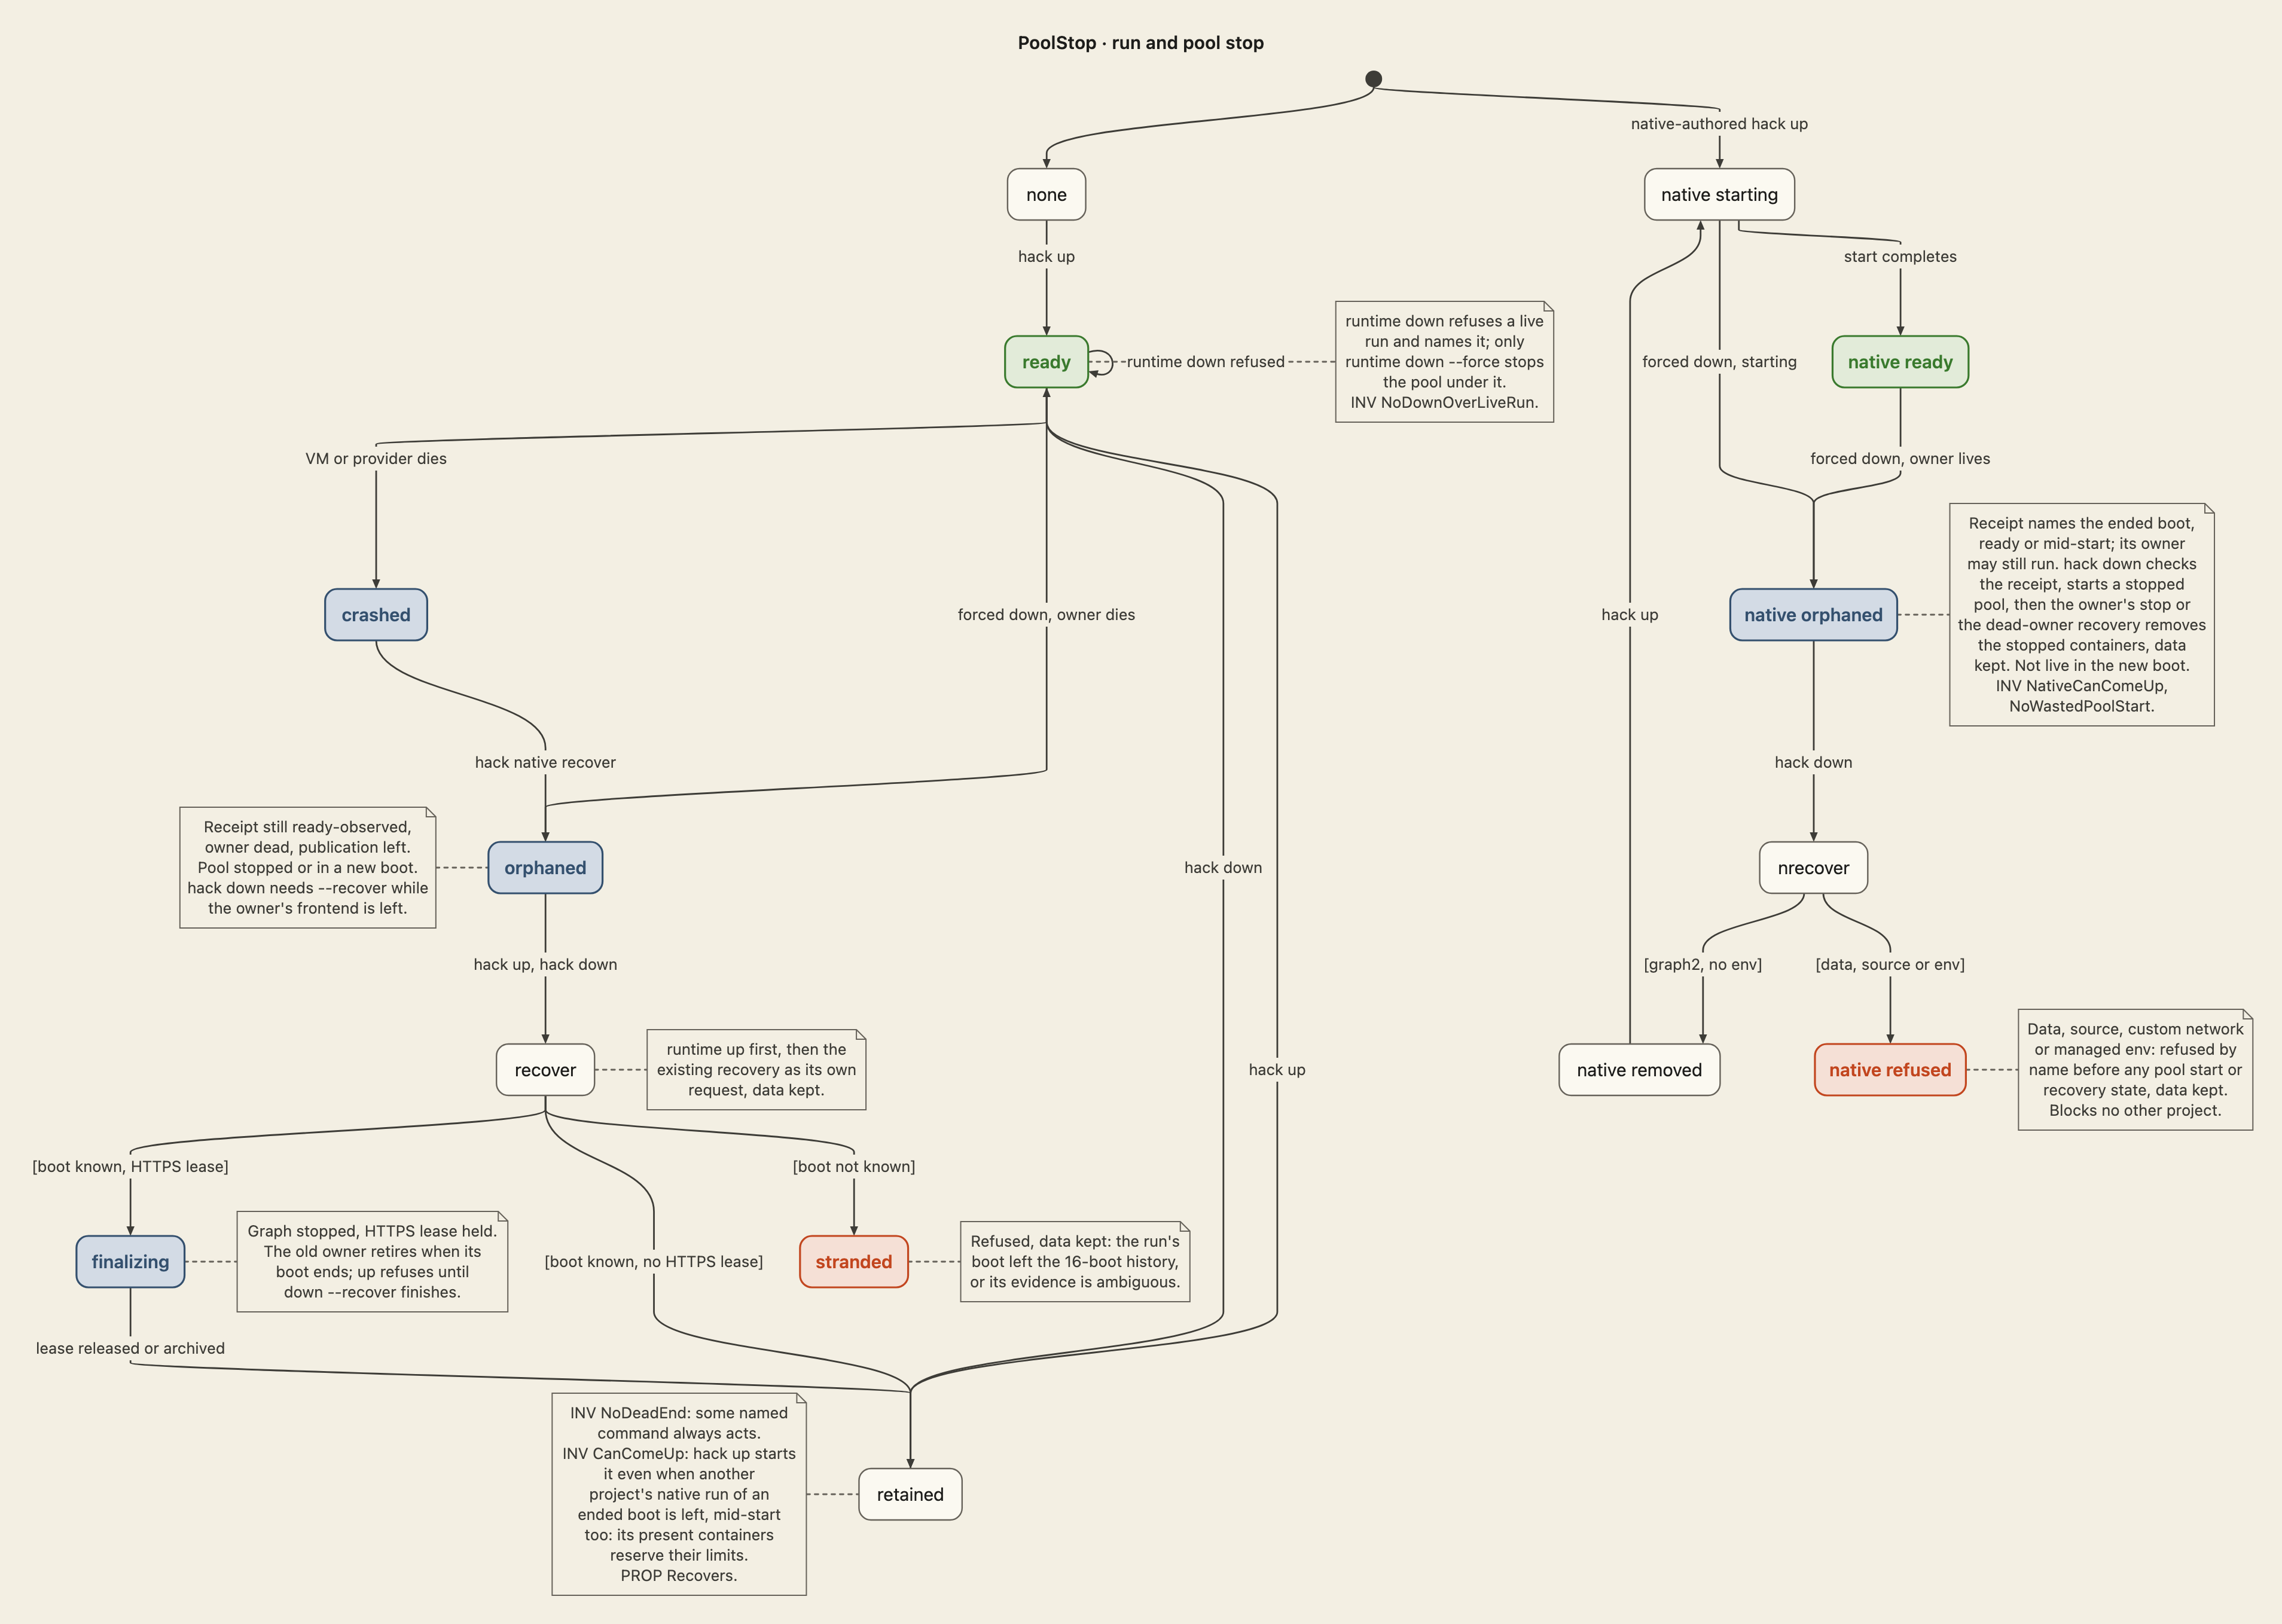 PoolStop · run and pool stop
native-authored hack up
none
native starting
hack up
start completes
ready
runtime down refused
runtime down refuses a live
run and names it; only
runtime down --force stops
the pool under it.
INV NoDownOverLiveRun.
forced down, starting
native ready
VM or provider dies
forced down, owner lives
crashed
forced down, owner dies
hack up
native orphaned
Receipt names the ended boot,
ready or mid-start; its owner
may still run. hack down checks
the receipt, starts a stopped
pool, then the owner's stop or
the dead-owner recovery removes
the stopped containers, data
kept. Not live in the new boot.
INV NativeCanComeUp,
NoWastedPoolStart.
hack native recover
hack down
Receipt still ready-observed,
owner dead, publication left.
Pool stopped or in a new boot.
hack down needs --recover while
the owner's frontend is left.
orphaned
hack down
nrecover
hack up, hack down
[graph2, no env]
[data, source or env]
recover
runtime up first, then the
existing recovery as its own
request, data kept.
hack up
native removed
native refused
Data, source, custom network
or managed env: refused by
name before any pool start or
recovery state, data kept.
Blocks no other project.
[boot known, HTTPS lease]
[boot not known]
finalizing
Graph stopped, HTTPS lease held.
The old owner retires when its
boot ends; up refuses until
down --recover finishes.
[boot known, no HTTPS lease]
stranded
Refused, data kept: the run's
boot left the 16-boot history,
or its evidence is ambiguous.
lease released or archived
INV NoDeadEnd: some named
command always acts.
INV CanComeUp: hack up starts
it even when another
project's native run of an
ended boot is left, mid-start
too: its present containers
reserve their limits.
PROP Recovers.
retained